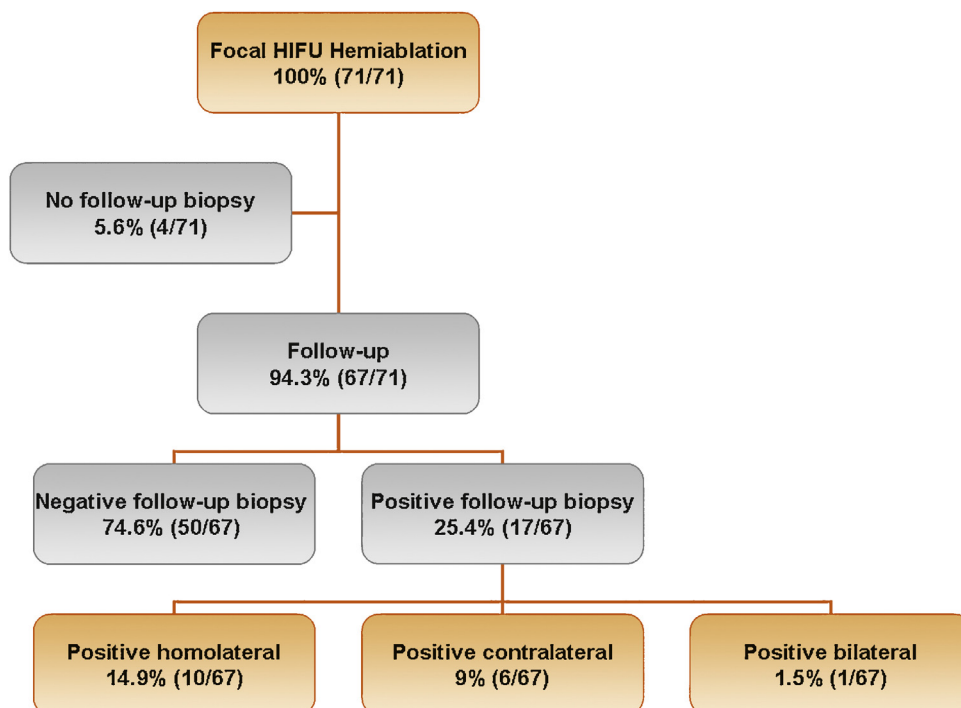 Focal HIFU Hemiablation
100% (71/71)
No follow-up biopsy
5.6% (4/71)
Follow-up
94.3% (67/71)
Negative follow-up biopsy
74.6% (50/67)
Positive follow-up biopsy
25.4% (17/67)
Positive homolateral
14.9% (10/67)
Positive contralateral
9% (6/67)
Positive bilateral
1.5% (1/67)